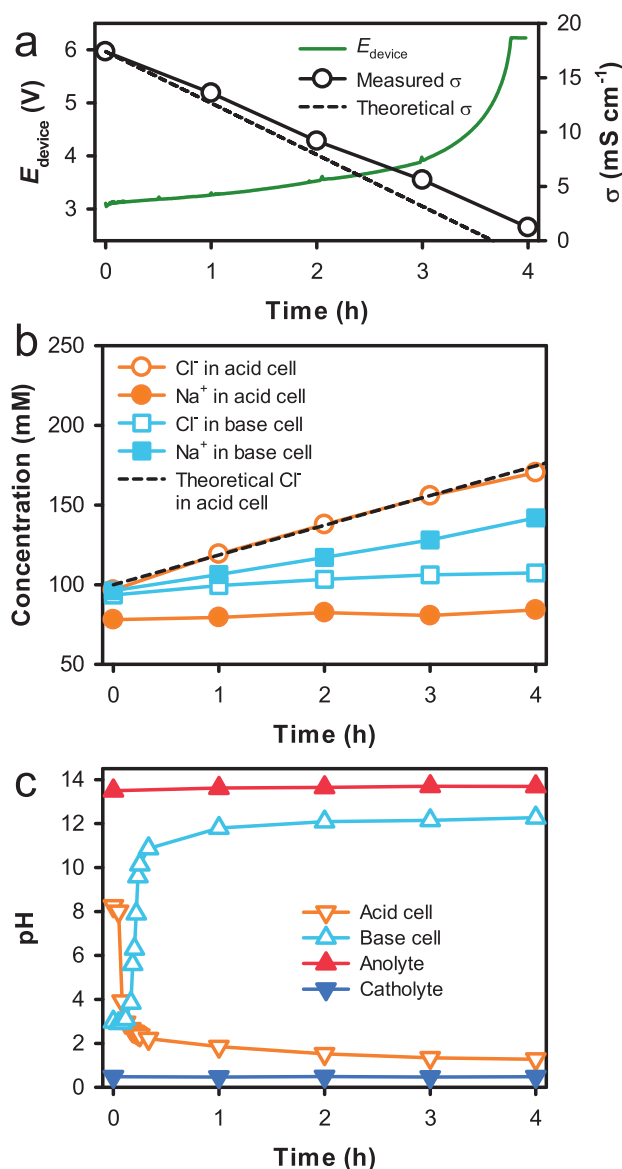 a
6
5
4
3
E device (V)
E device
Measured σ
Theoretical σ
20
15
10
5
0
σ (mS cm⁻¹)
0 1 2 3 4
Time (h)
b
250
200
150
100
50
Concentration (mM)
Cl⁻ in acid cell
Na⁺ in acid cell
Cl⁻ in base cell
Na⁺ in base cell
Theoretical Cl⁻
in acid cell
0 1 2 3 4
Time (h)
c
14
12
10
8
6
4
2
0
pH
Acid cell
Base cell
Anolyte
Catholyte
0 1 2 3 4
Time (h)